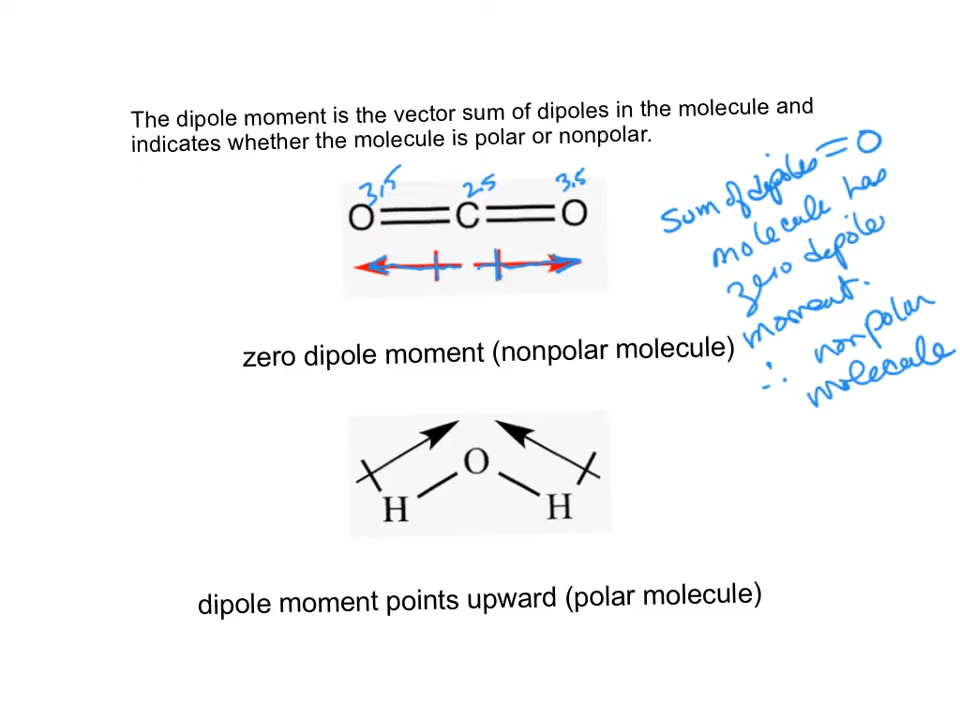 The dipole moment is the vector sum of dipoles in the molecule and
indicates whether the molecule is polar or nonpolar.
3.5 2.5 3.5
O=C=O
Sum of dipoles = O
molecule has
zero dipole
moment.
∴ nonpolar
molecule
zero dipole moment (nonpolar molecule)
O
H H
dipole moment points upward (polar molecule)